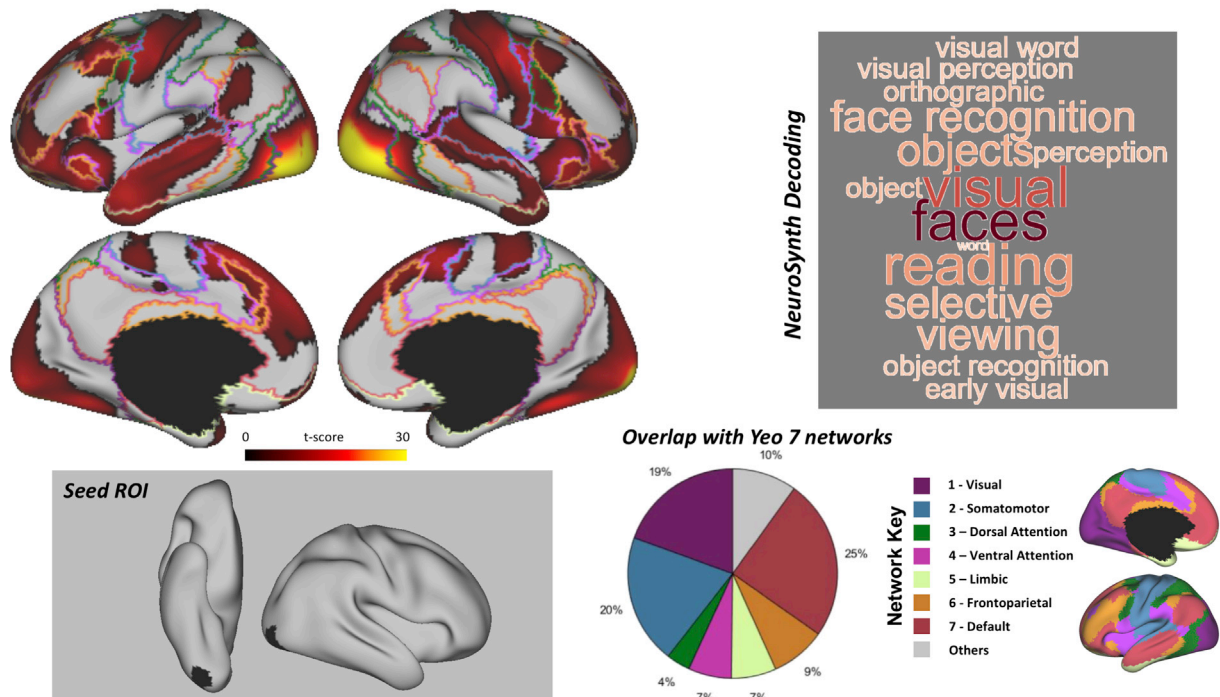 visual word
visual perception
orthographic
face recognition
objects perception
object visual
faces
word
reading
selective
viewing
object recognition
early visual
NeuroSynth Decoding
0 t-score 30
Seed ROI
Overlap with Yeo 7 networks
10%
19%
25%
20%
9%
4%
7%
7%
Network Key
1 - Visual
2 - Somatomotor
3 – Dorsal Attention
4 – Ventral Attention
5 – Limbic
6 - Frontoparietal
7 - Default
Others